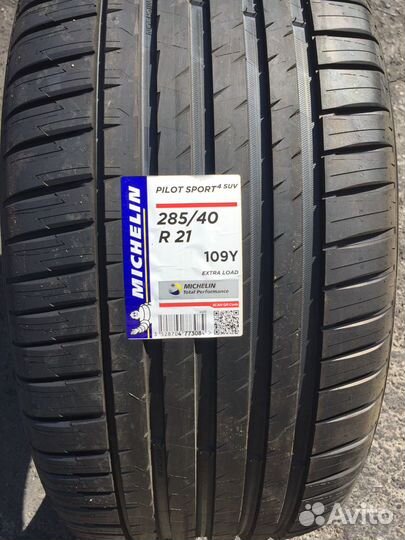 MICHELIN
PILOT SPORT 4 SUV
285/40
R 21
109Y
EXTRA LOAD
MICHELIN
Total Performance
Avito